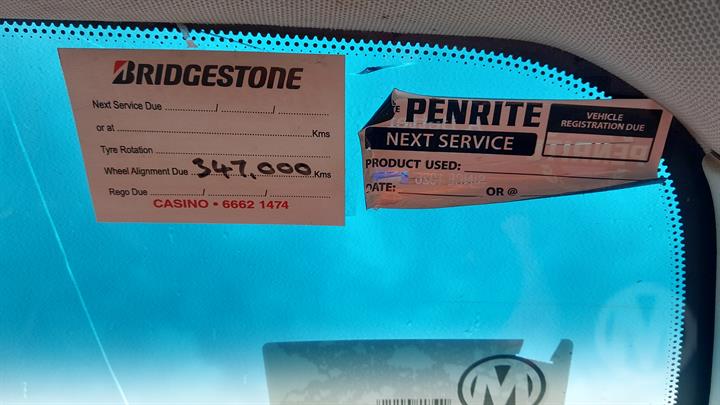 BRIDGESTONE
Next Service Due ............/............/............
or at ............Kms
Tyre Rotation ............
Wheel Alignment Due 347,000 Kms
Rego Due ............/............/............
CASINO • 6662 1474
PENRITE
NEXT SERVICE
VEHICLE
REGISTRATION DUE
PRODUCT USED:
DATE: OR @
M
M